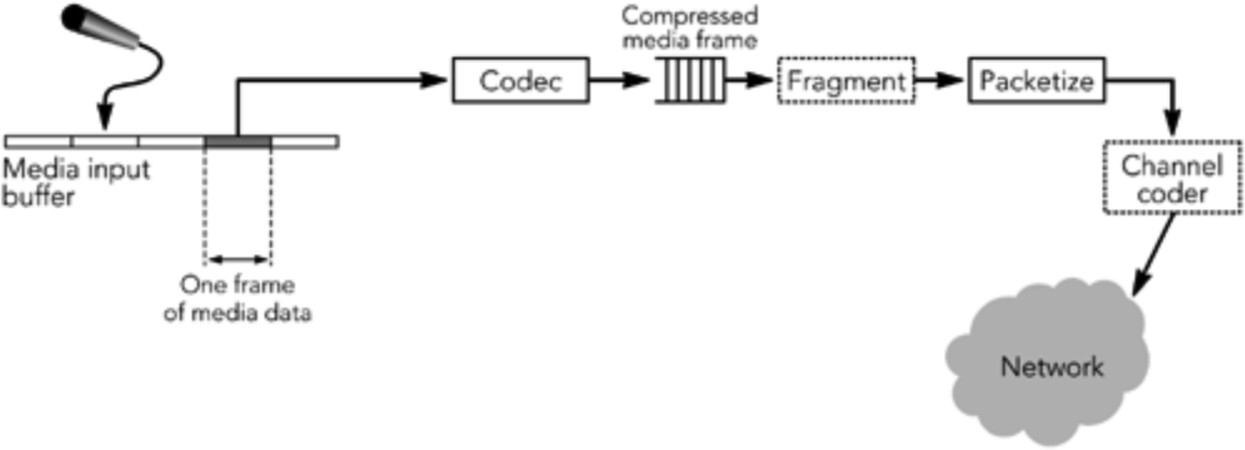 Compressed
media frame
Codec
Fragment
Packetize
Media input
buffer
Channel
coder
One frame
of media data
Network